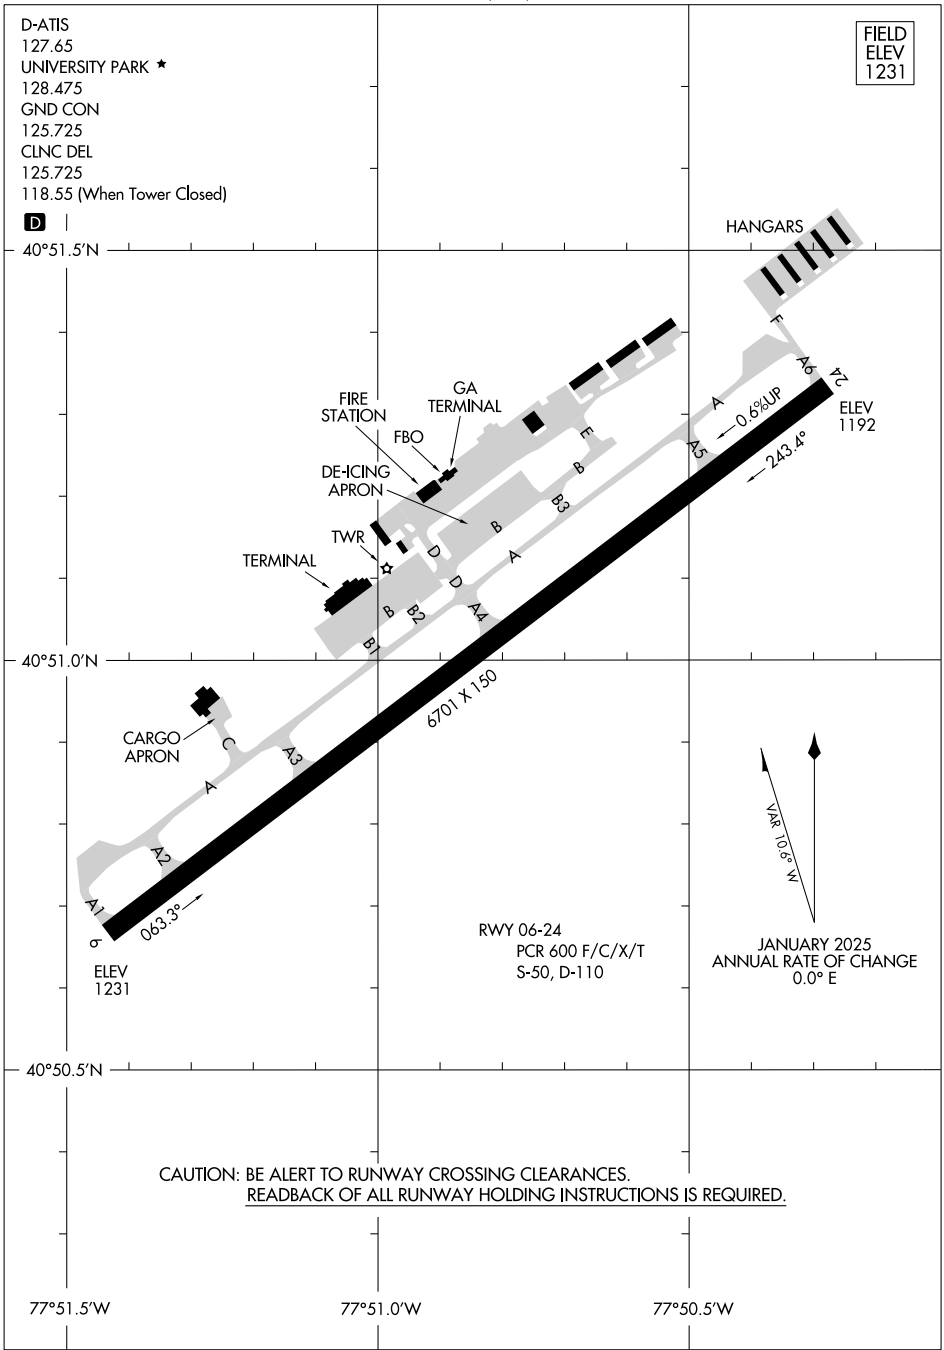 D-ATIS
127.65
UNIVERSITY PARK ★
128.475
GND CON
125.725
CLNC DEL
125.725
118.55 (When Tower Closed)
D
FIELD
ELEV
1231
40°51.5'N
HANGARS
F
A6
24
ELEV
1192
0.6%UP
243.4°
A
A5
GA
TERMINAL
FIRE
STATION
FBO
DE-ICING
APRON
E
B
B3
B
A
TWR
D
D
TERMINAL
B
B2
A4
B1
40°51.0'N
6701 X 150
CARGO
APRON
C
A3
A
A2
A1
063.3°
6
ELEV
1231
VAR 10.6° W
JANUARY 2025
ANNUAL RATE OF CHANGE
0.0° E
RWY 06-24
PCR 600 F/C/X/T
S-50, D-110
40°50.5'N
CAUTION: BE ALERT TO RUNWAY CROSSING CLEARANCES.
READBACK OF ALL RUNWAY HOLDING INSTRUCTIONS IS REQUIRED.
77°51.5'W
77°51.0'W
77°50.5'W